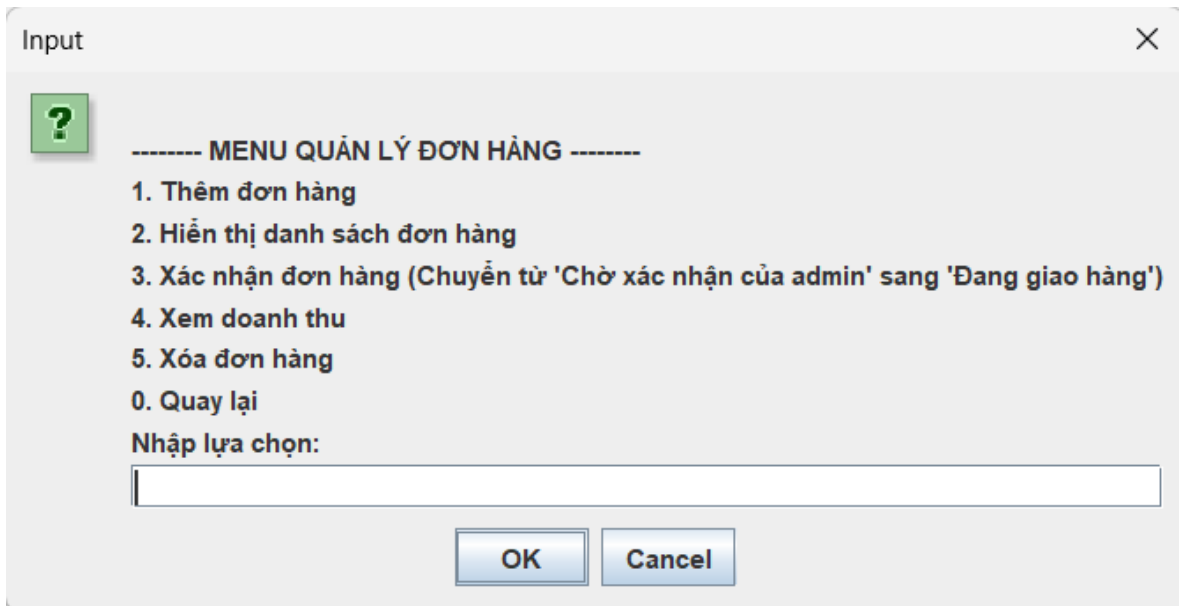 Input
-------- MENU QUẢN LÝ ĐƠN HÀNG --------
1. Thêm đơn hàng
2. Hiển thị danh sách đơn hàng
3. Xác nhận đơn hàng (Chuyển từ 'Chờ xác nhận của admin' sang 'Đang giao hàng')
4. Xem doanh thu
5. Xóa đơn hàng
0. Quay lại
Nhập lựa chọn:
OK Cancel